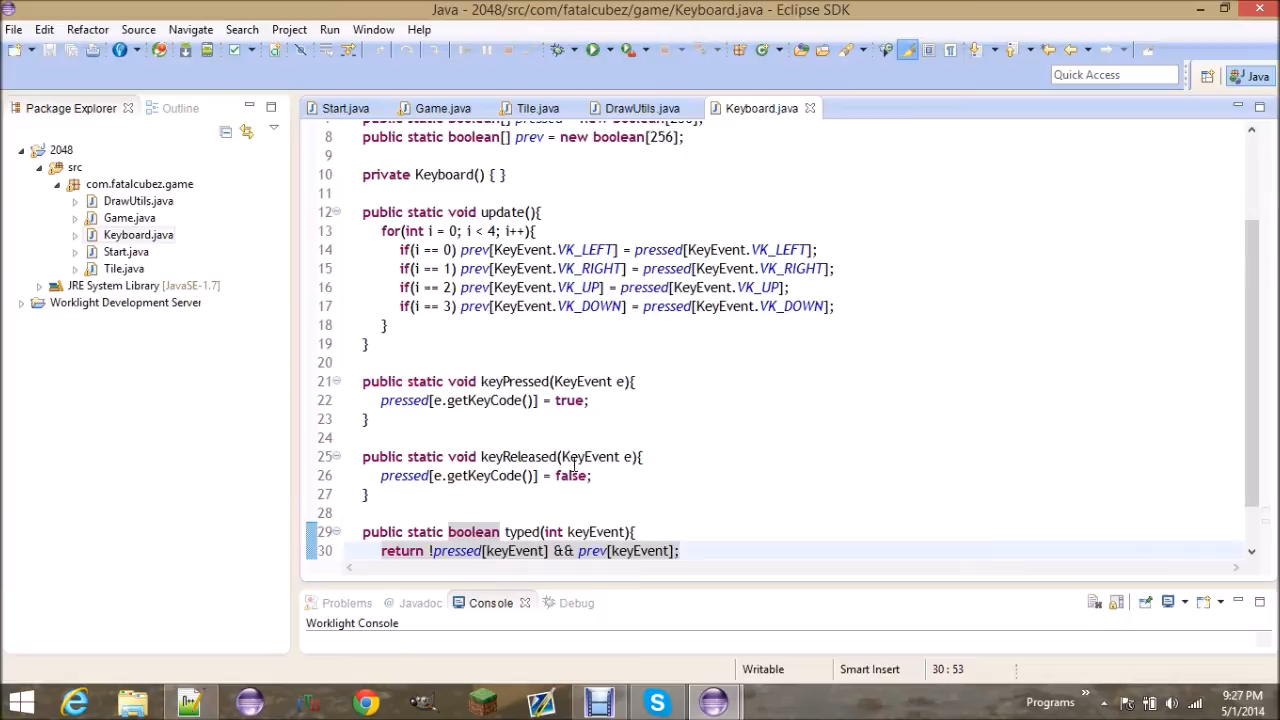 Java - 2048/src/com/fatalcubez/game/Keyboard.java - Eclipse SDK
File Edit Refactor Source Navigate Search Project Run Window Help
Quick Access Java
Package Explorer Outline
Start.java Game.java Tile.java DrawUtils.java Keyboard.java
2048
src
com.fatalcubez.game
DrawUtils.java
Game.java
Keyboard.java
Start.java
Tile.java
JRE System Library [JavaSE-1.7]
Worklight Development Server
8 public static boolean[] prev = new boolean[256];
9
10 private Keyboard() { }
11
12 public static void update(){
13 for(int i = 0; i < 4; i++){
14 if(i == 0) prev[KeyEvent.VK_LEFT] = pressed[KeyEvent.VK_LEFT];
15 if(i == 1) prev[KeyEvent.VK_RIGHT] = pressed[KeyEvent.VK_RIGHT];
16 if(i == 2) prev[KeyEvent.VK_UP] = pressed[KeyEvent.VK_UP];
17 if(i == 3) prev[KeyEvent.VK_DOWN] = pressed[KeyEvent.VK_DOWN];
18 }
19 }
20
21 public static void keyPressed(KeyEvent e){
22 pressed[e.getKeyCode()] = true;
23 }
24
25 public static void keyReleased(KeyEvent e){
26 pressed[e.getKeyCode()] = false;
27 }
28
29 public static boolean typed(int keyEvent){
30 return !pressed[keyEvent] && prev[keyEvent];
Problems Javadoc Console Debug
Worklight Console
Writable Smart Insert 30 : 53
Programs
9:27 PM
5/1/2014